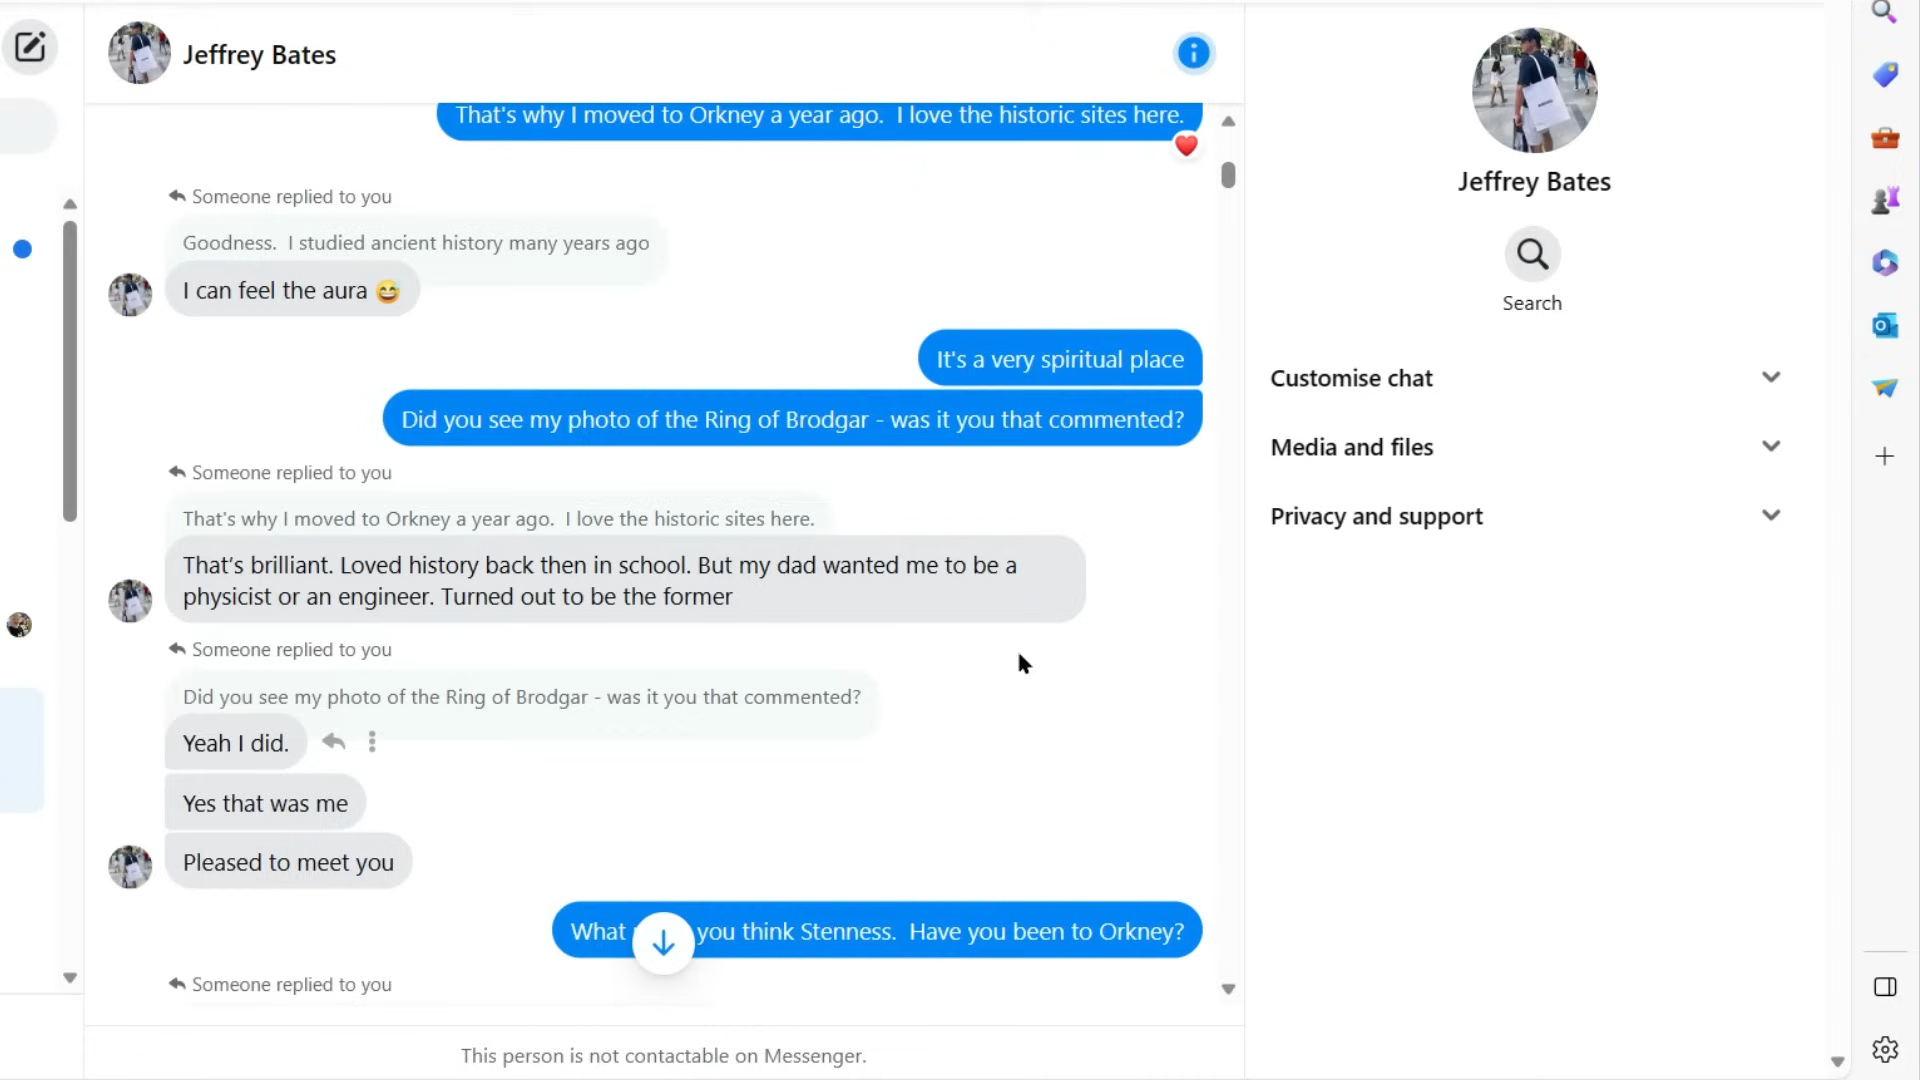 Jeffrey Bates
That's why I moved to Orkney a year ago. I love the historic sites here.
Someone replied to you
Goodness. I studied ancient history many years ago
I can feel the aura 😅
It's a very spiritual place
Did you see my photo of the Ring of Brodgar - was it you that commented?
Someone replied to you
That's why I moved to Orkney a year ago. I love the historic sites here.
That's brilliant. Loved history back then in school. But my dad wanted me to be a
physicist or an engineer. Turned out to be the former
Someone replied to you
Did you see my photo of the Ring of Brodgar - was it you that commented?
Yeah I did.
Yes that was me
Pleased to meet you
What you think Stenness. Have you been to Orkney?
Someone replied to you
This person is not contactable on Messenger.
Jeffrey Bates
Search
Customise chat
Media and files
Privacy and support